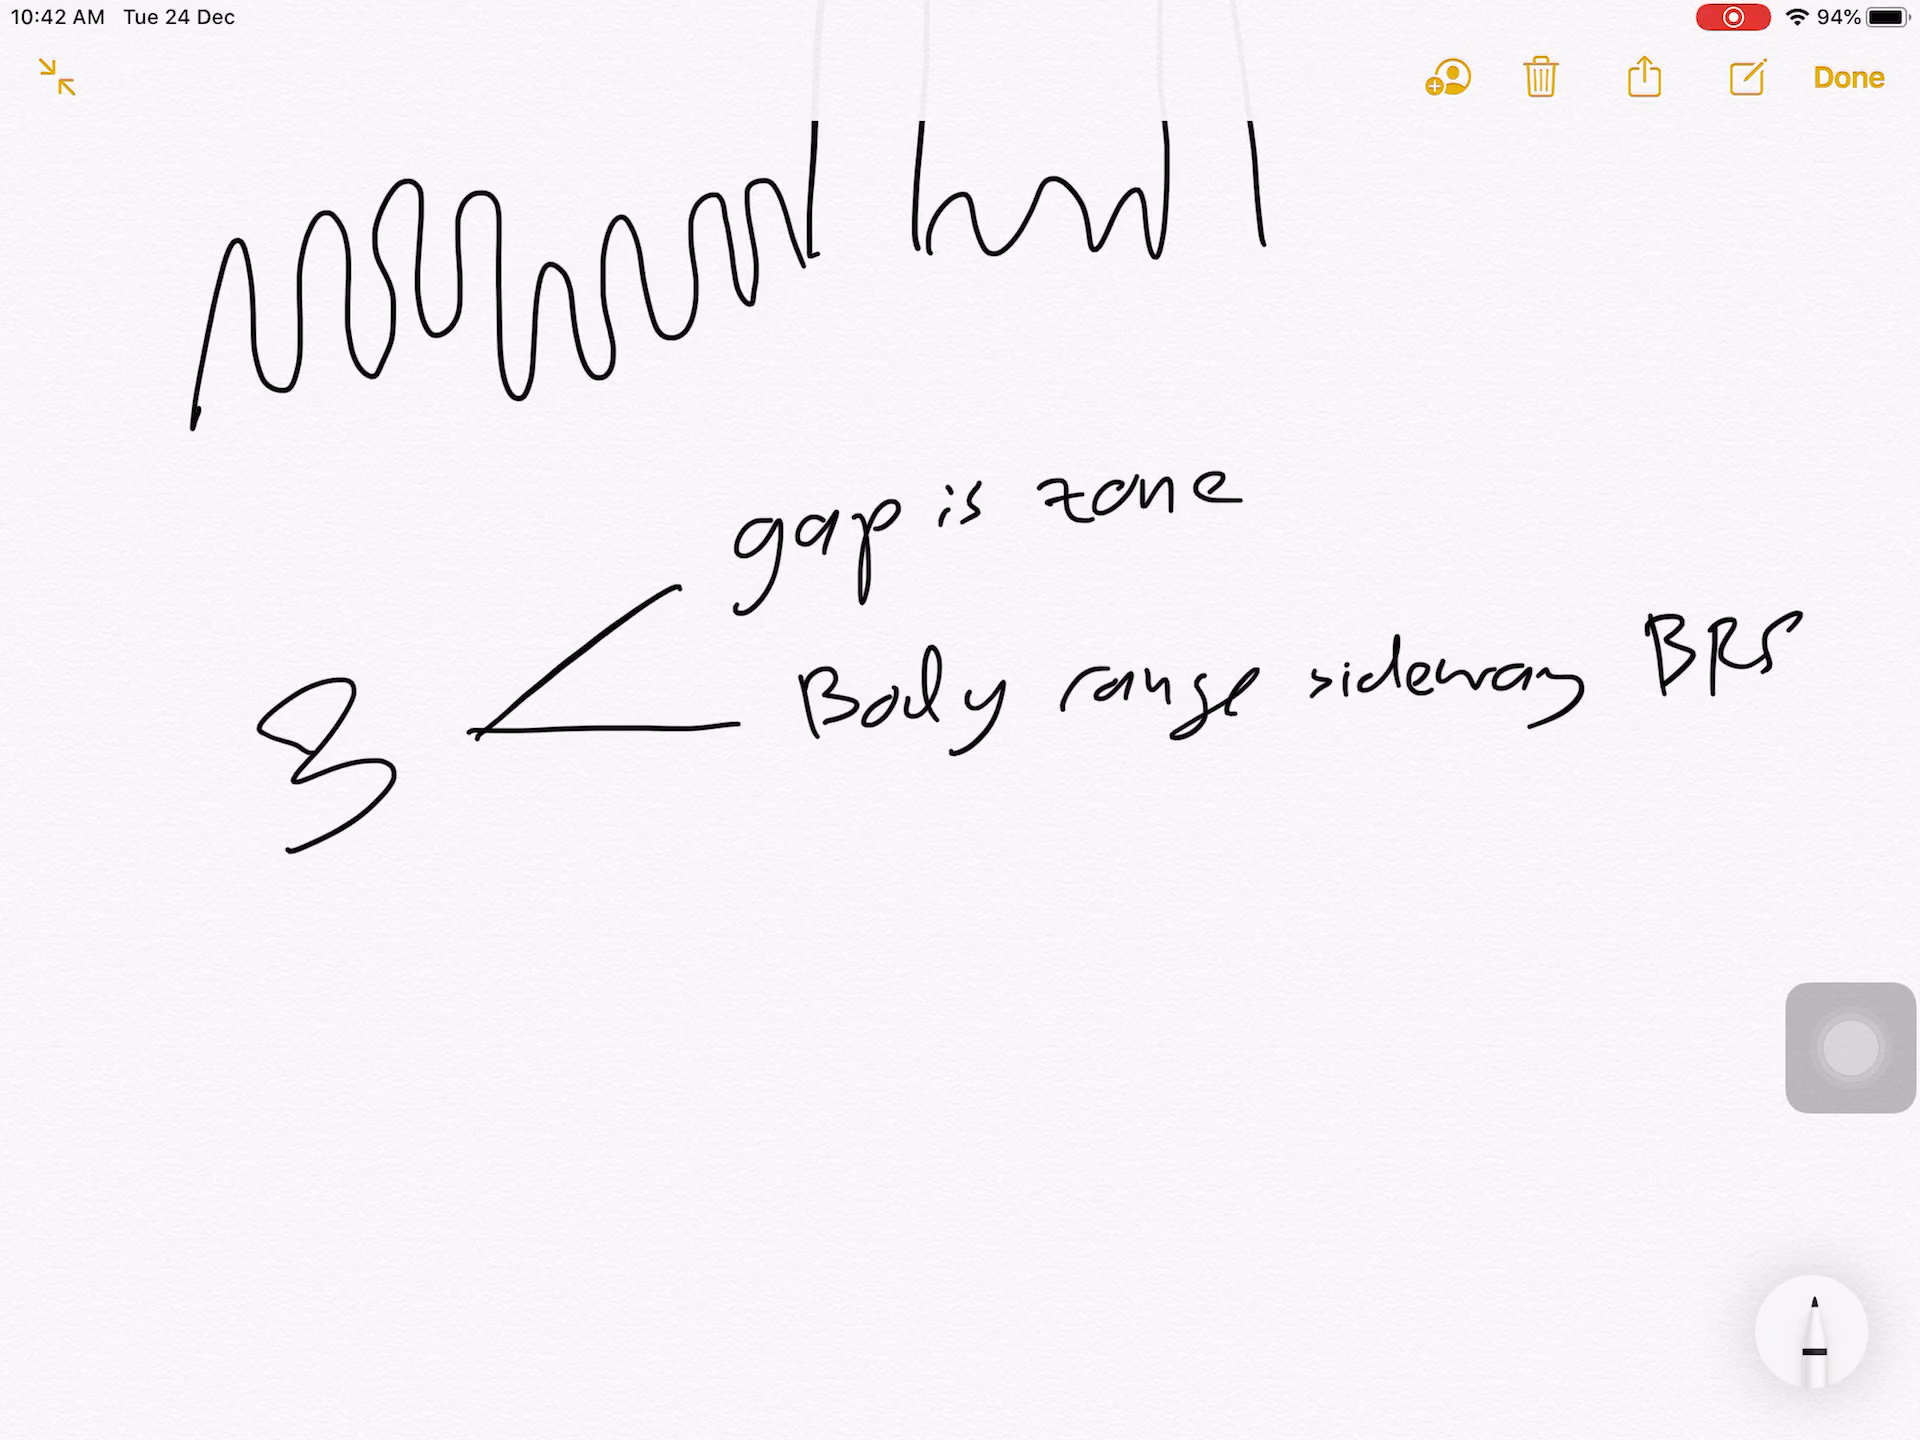 10:42 AM Tue 24 Dec
94%
Done
gap is zone
3
Body range sideway BRS